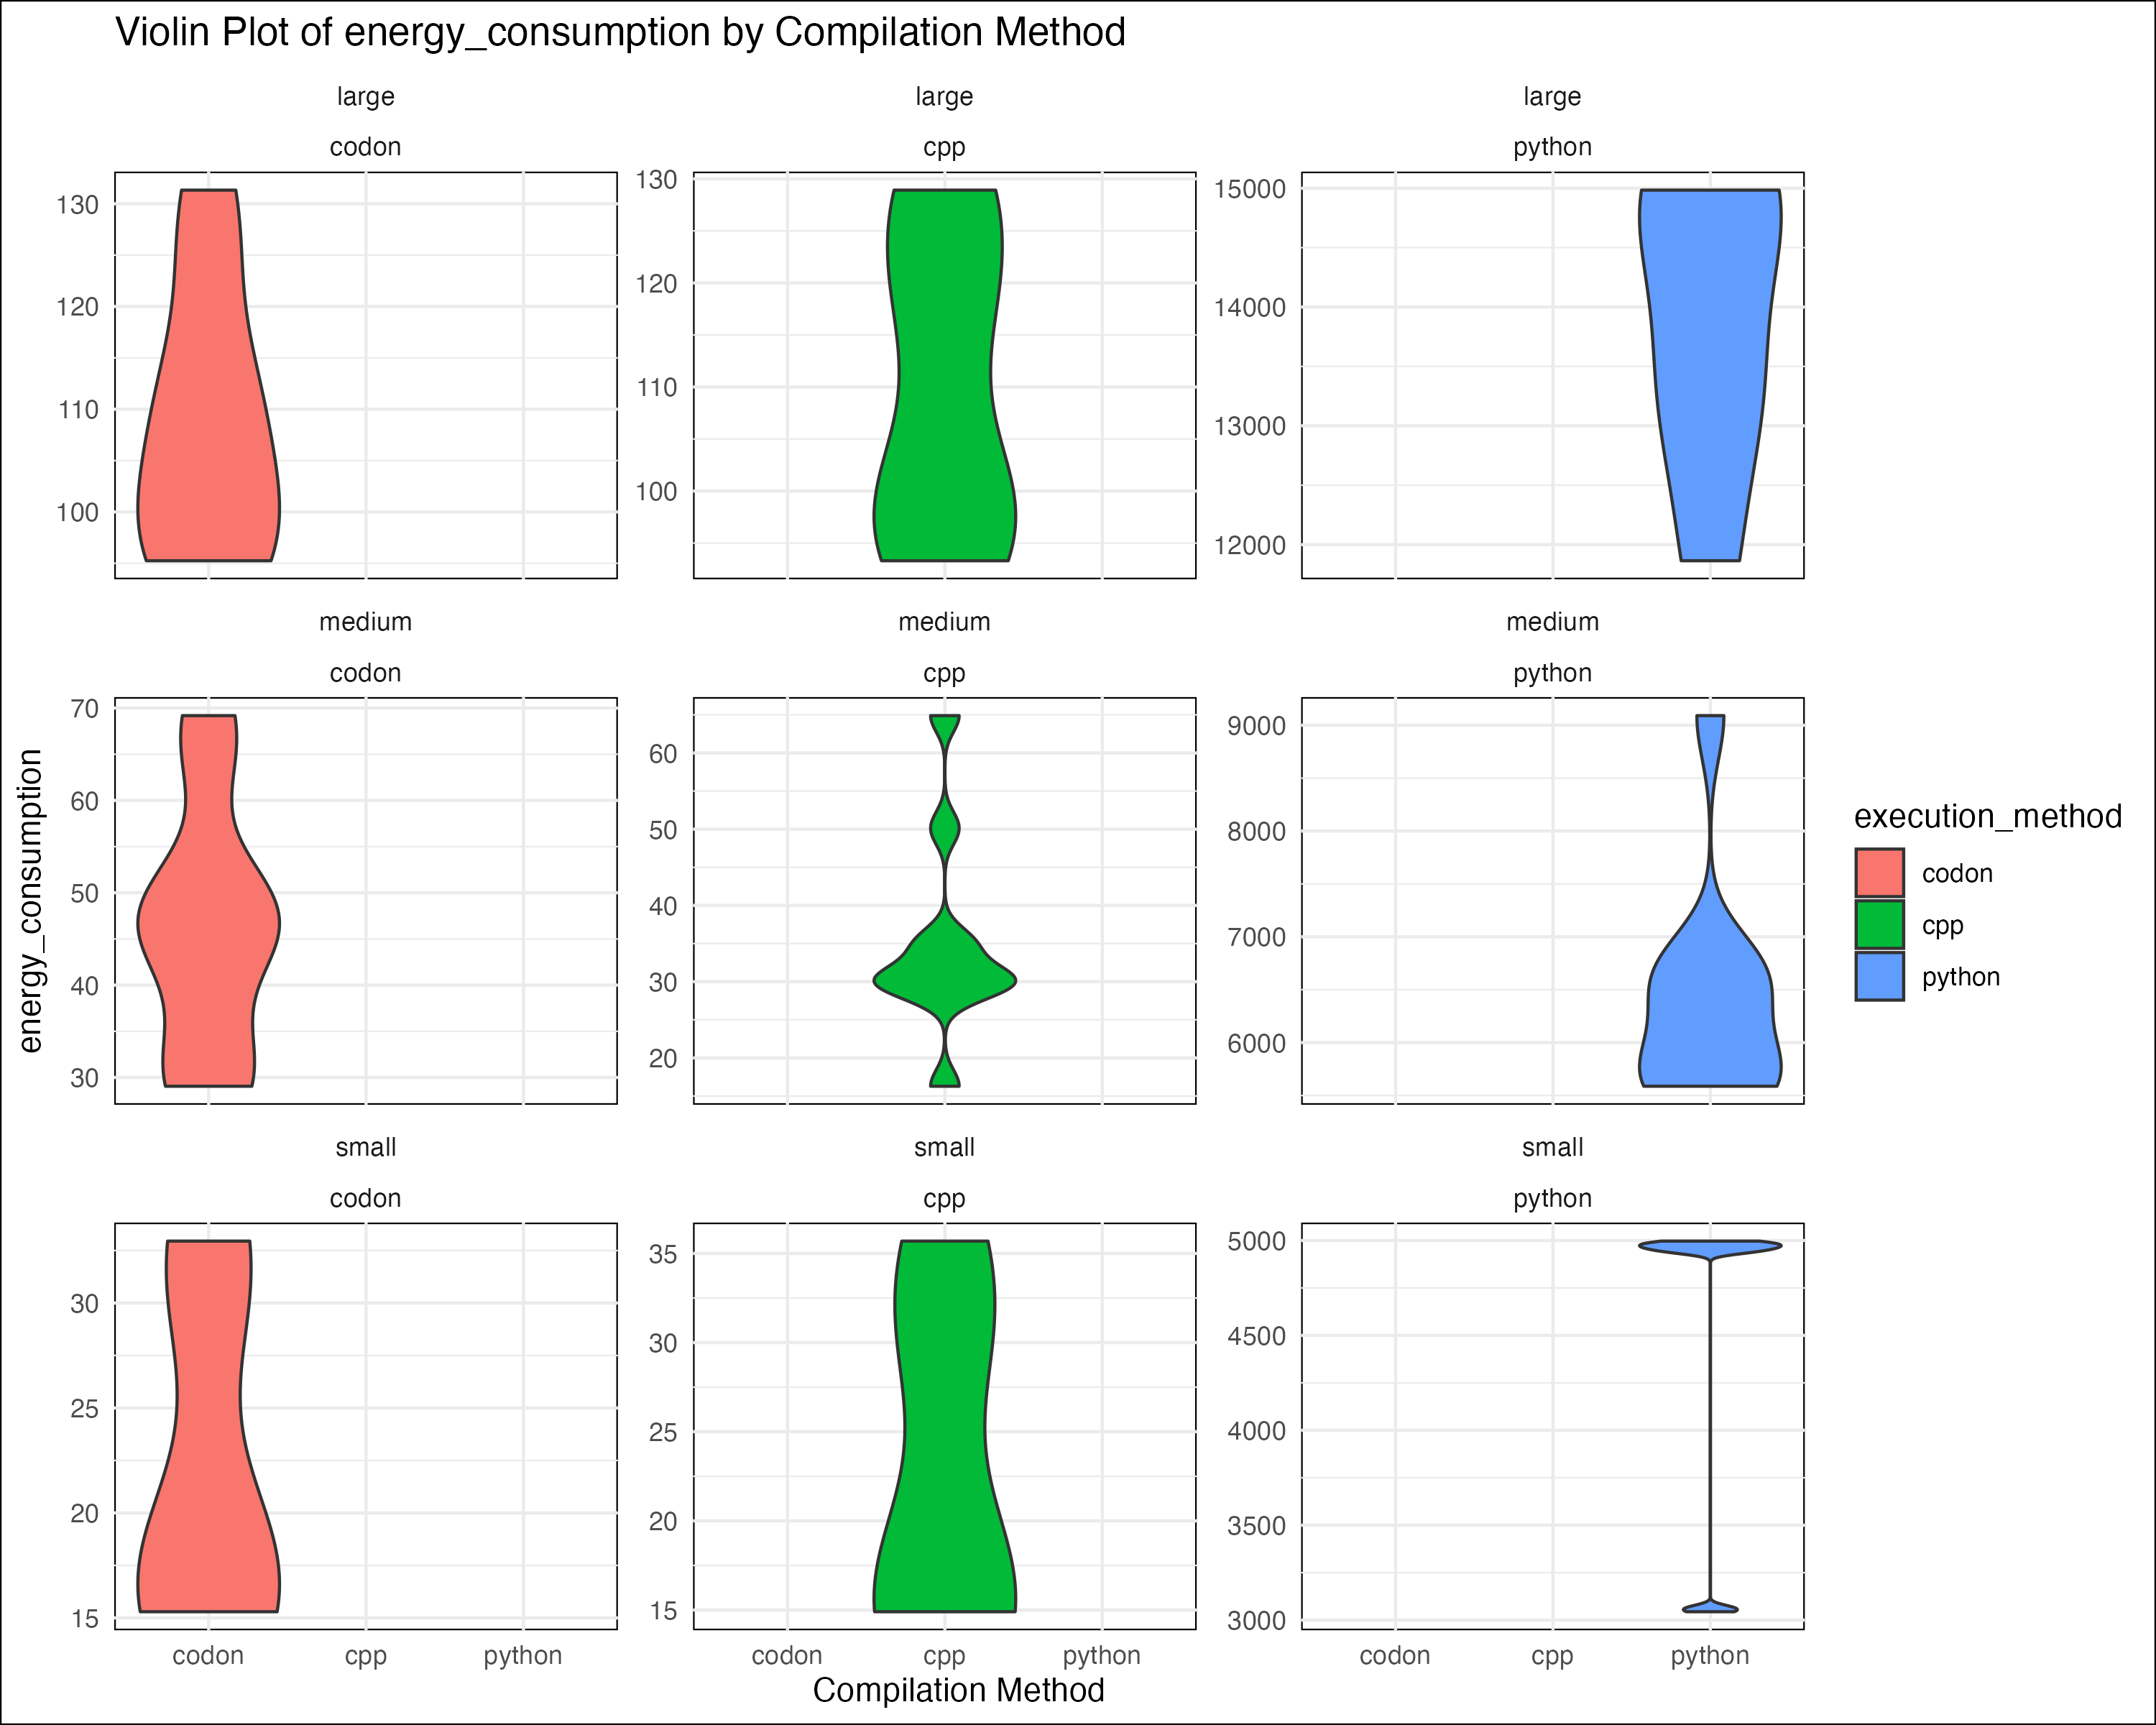 Violin Plot of energy_consumption by Compilation Method
large large large
codon cpp python
130 130 15000
120 120 14000
110 110 13000
100 100 12000
medium medium medium
codon cpp python
70 60 9000
60 50 8000
50 40 7000
40 30 6000
30 20
energy_consumption
execution_method
codon
cpp
python
small small small
codon cpp python
30 35 5000
25 30 4500
20 25 4000
15 20 3500
15 3000
codon cpp python codon cpp python codon cpp python
Compilation Method